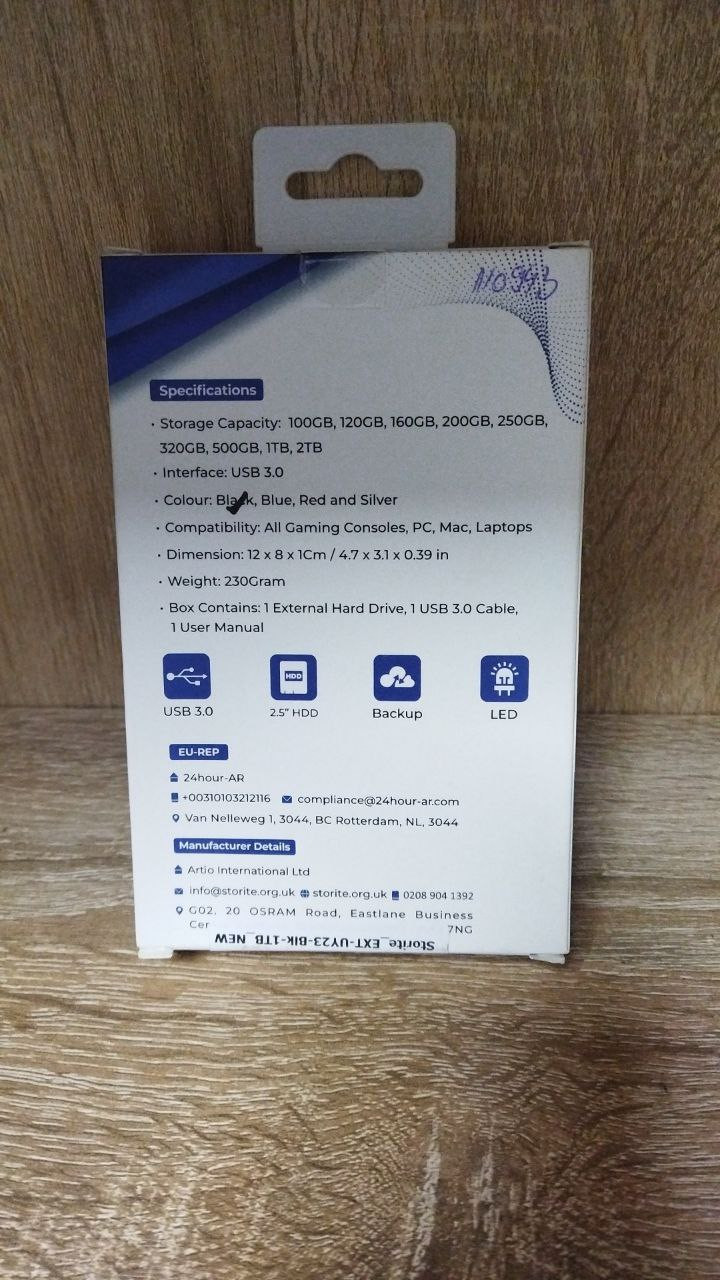 Specifications
• Storage Capacity: 100GB, 120GB, 160GB, 200GB, 250GB,
320GB, 500GB, 1TB, 2TB
• Interface: USB 3.0
• Colour: Black, Blue, Red and Silver
• Compatibility: All Gaming Consoles, PC, Mac, Laptops
• Dimension: 12 x 8 x 1Cm / 4.7 x 3.1 x 0.39 in
• Weight: 230Gram
• Box Contains: 1 External Hard Drive, 1 USB 3.0 Cable,
1 User Manual
HDD
USB 3.0 2.5" HDD Backup LED
EU-REP
24hour-AR
+00310103212116 compliance@24hour-ar.com
Van Nelleweg 1, 3044, BC Rotterdam, NL, 3044
Manufacturer Details
Artio International Ltd
info@storite.org.uk storite.org.uk 0208 904 1392
G02, 20 OSRAM Road, Eastlane Business
7NG
Storite_EXT-UY23-Blk-1TB_NEW